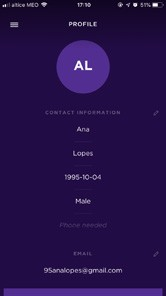 altice MEO 17:10 51%
PROFILE
AL
CONTACT INFORMATION
Ana
Lopes
1995-10-04
Male
Phone needed
EMAIL
95analopes@gmail.com